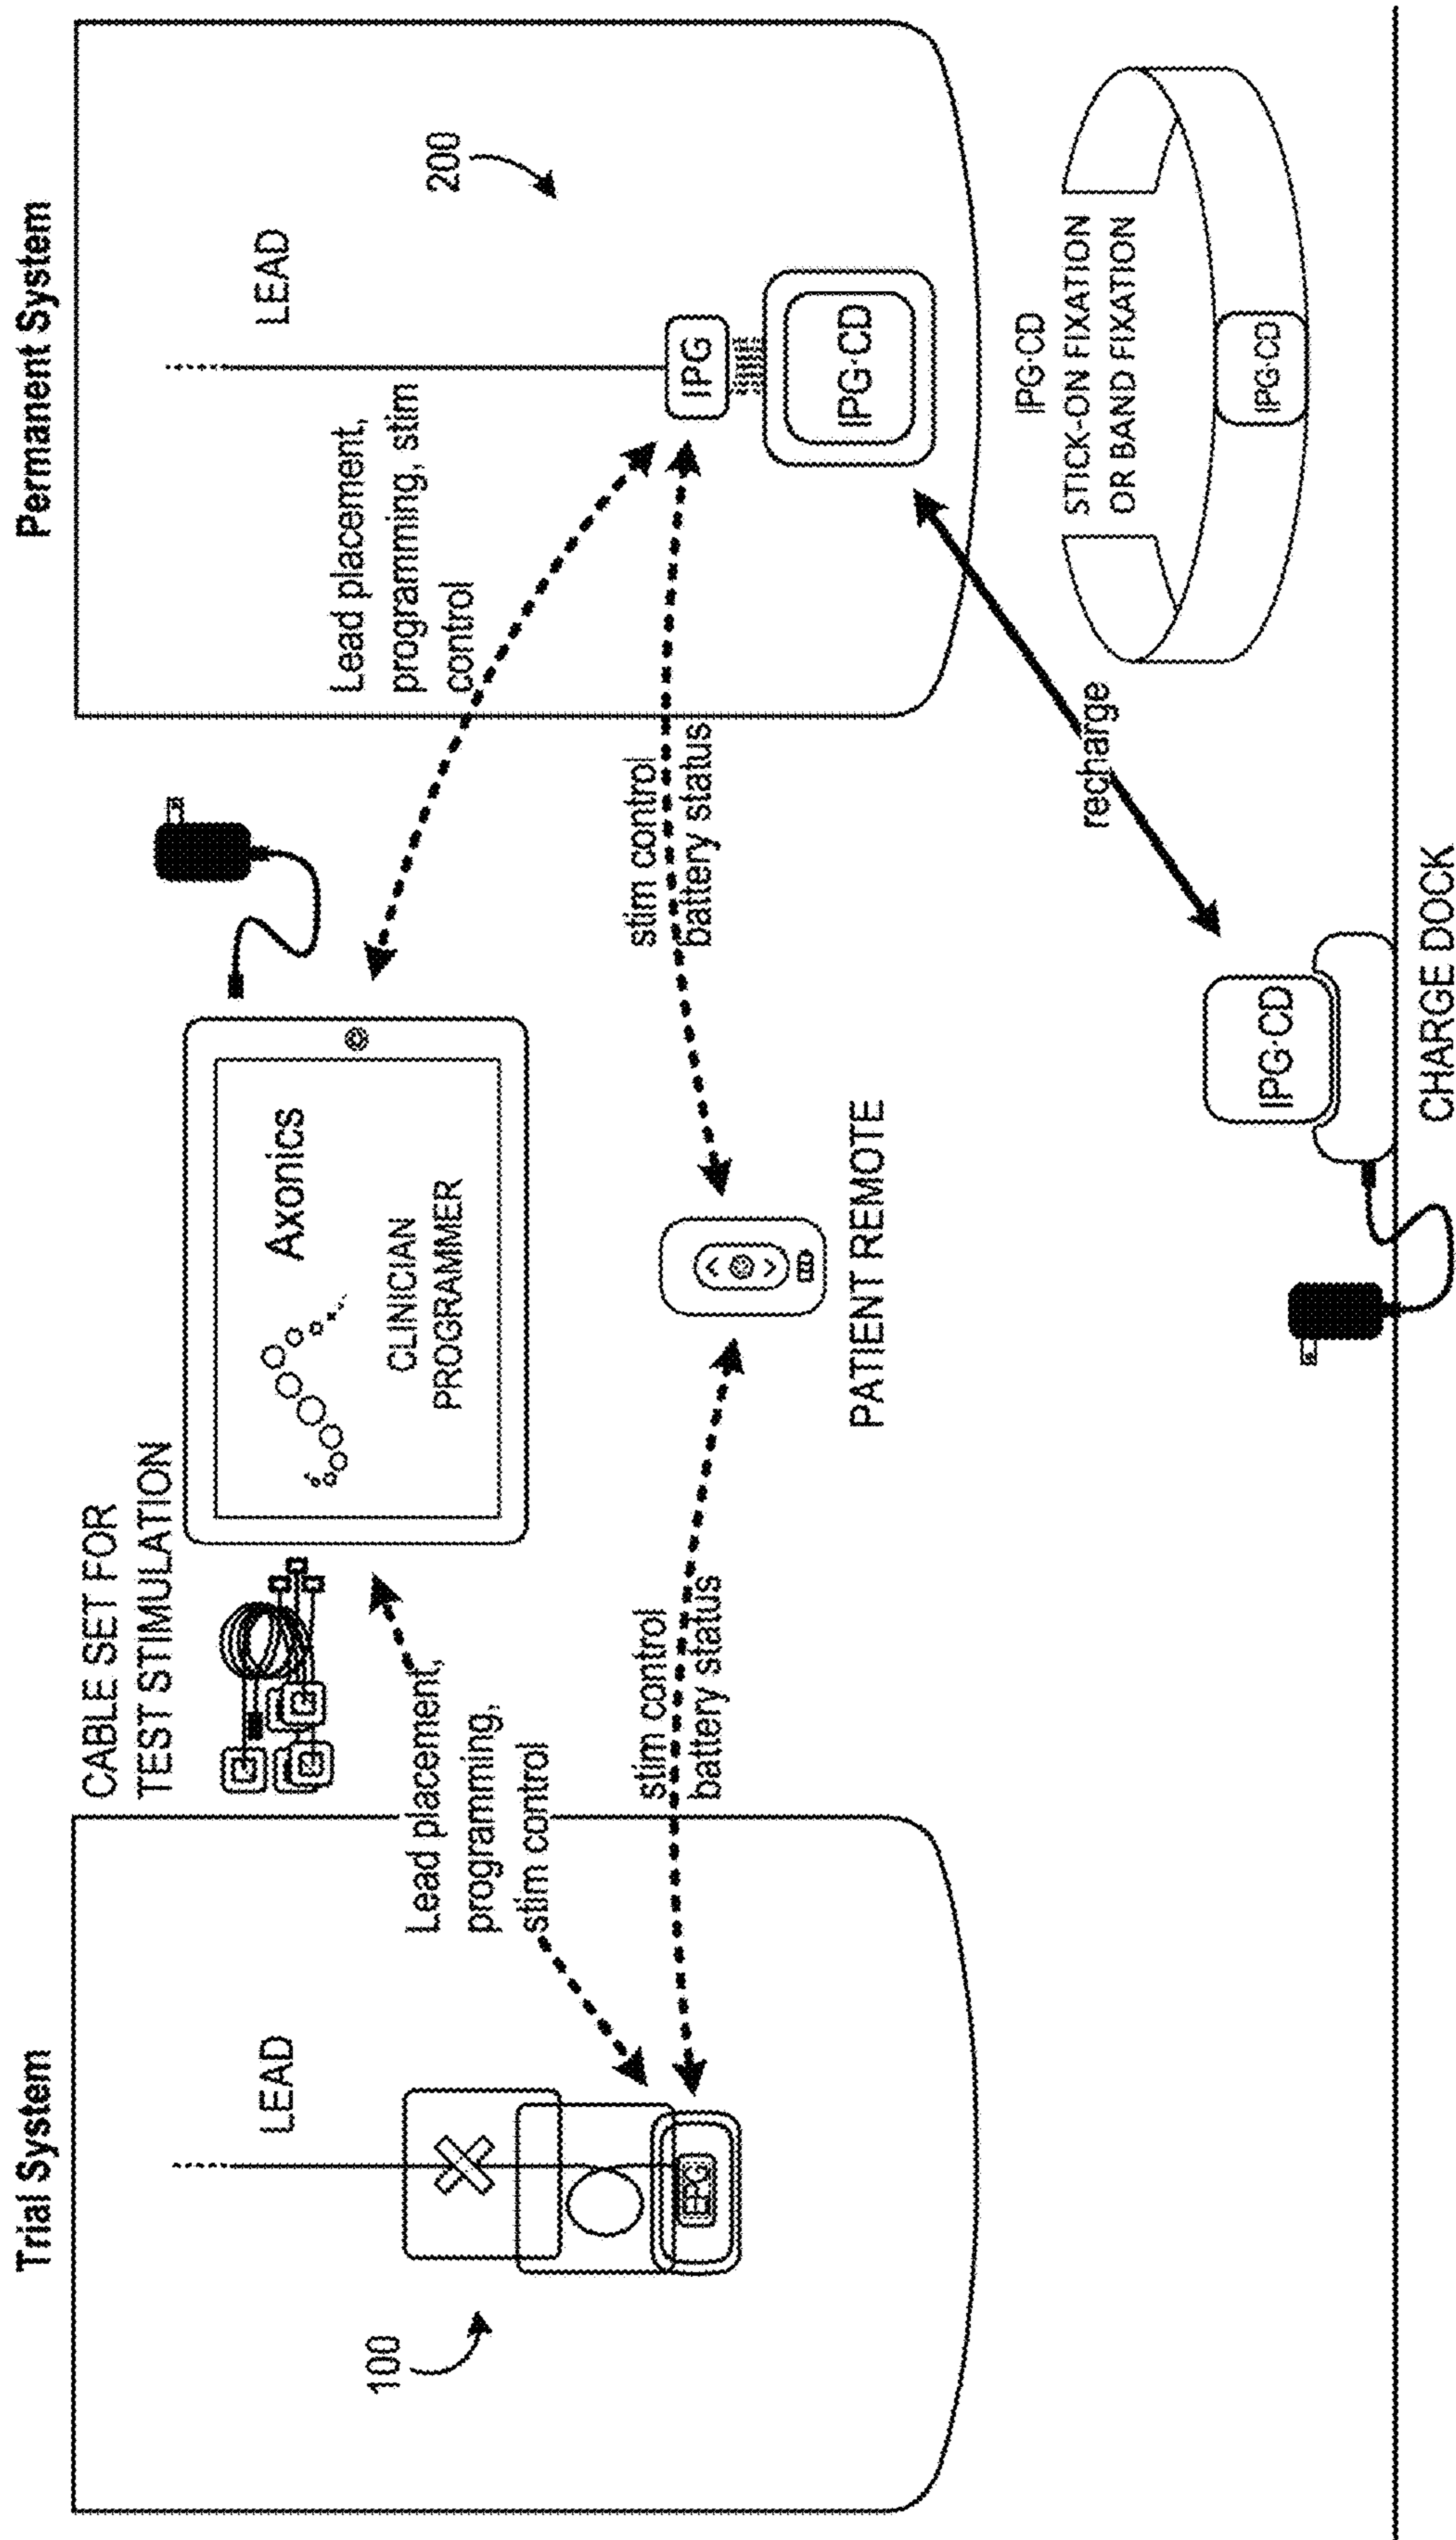 Trial System
Permanent System
100
LEAD
EPG
CABLE SET FOR
TEST STIMULATION
Lead placement,
programming,
stim control
stim control
battery status
Axonics
CLINICIAN
PROGRAMMER
PATIENT REMOTE
stim control
battery status
Lead placement,
programming, stim
control
LEAD
200
IPG
IPG·CD
recharge
IPG·CD
STICK-ON FIXATION
OR BAND FIXATION
IPG·CD
IPG·CD
CHARGE DOCK